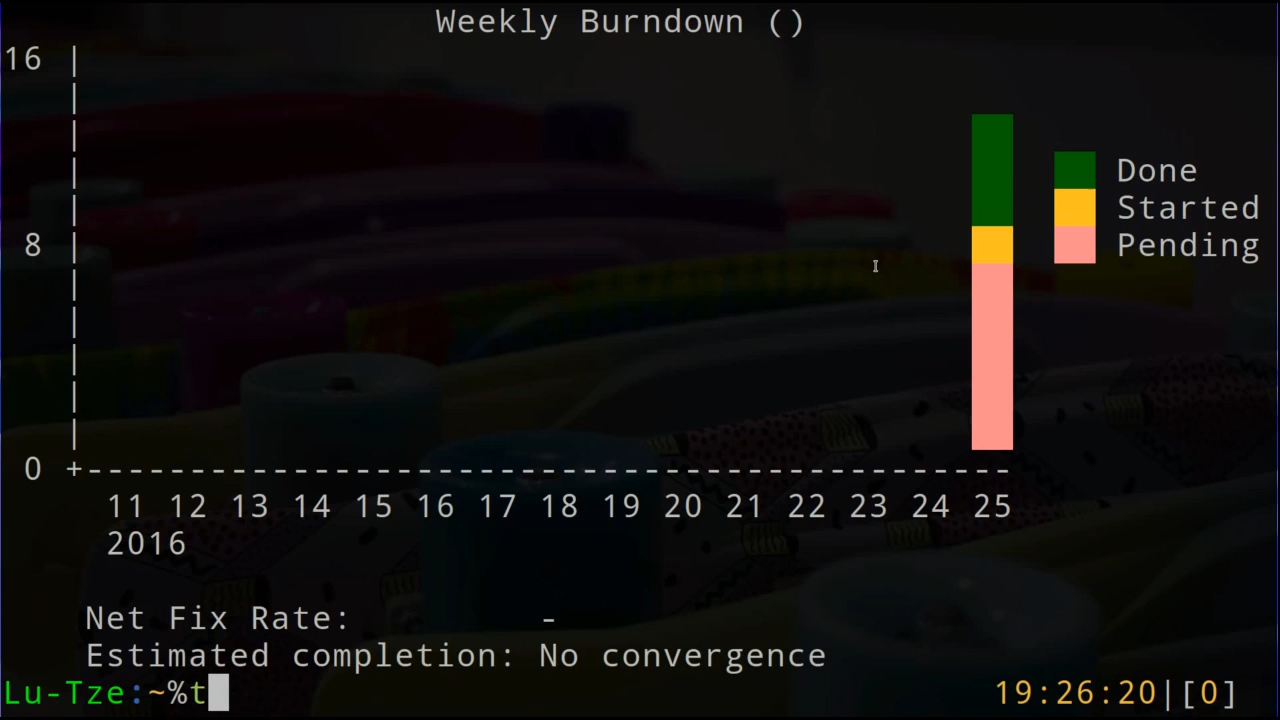 Weekly Burndown ()
16 |
|
|
| Done
| Started
8 | Pending
|
|
|
|
|
0 +---------------------------------------------
11 12 13 14 15 16 17 18 19 20 21 22 23 24 25
2016
Net Fix Rate: -
Estimated completion: No convergence
Lu-Tze:~%t 19:26:20|[0]